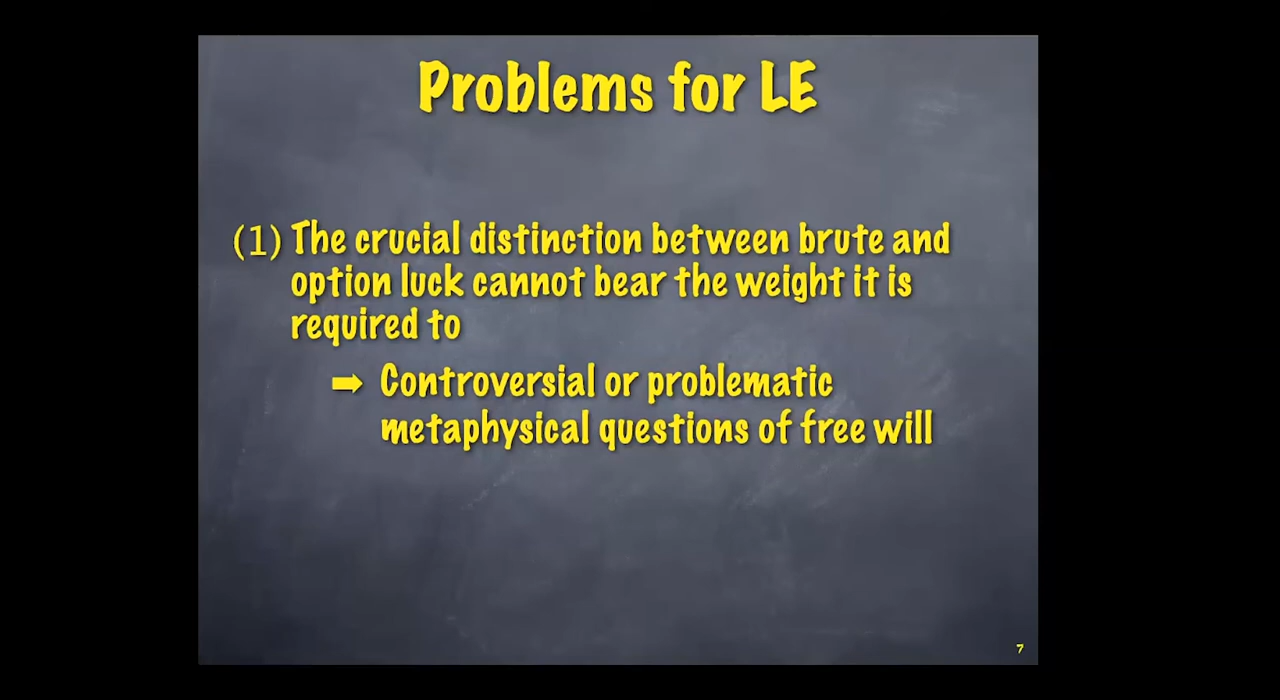 Problems for LE
(1) The crucial distinction between brute and
option luck cannot bear the weight it is
required to
➡ Controversial or problematic
metaphysical questions of free will
7